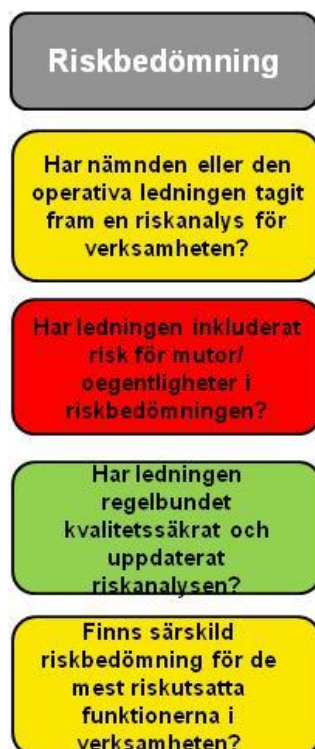 Riskbedömning
Har nämnden eller den
operativa ledningen tagit
fram en riskanalys för
verksamheten?
Har ledningen inkluderat
risk för mutor/
oegentligheter i
riskbedömningen?
Har ledningen
regelbundet
kvalitetssäkrat och
uppdaterat
riskanalysen?
Finns särskild
riskbedömning för de
mest riskutsatta
funktionerna i
verksamheten?